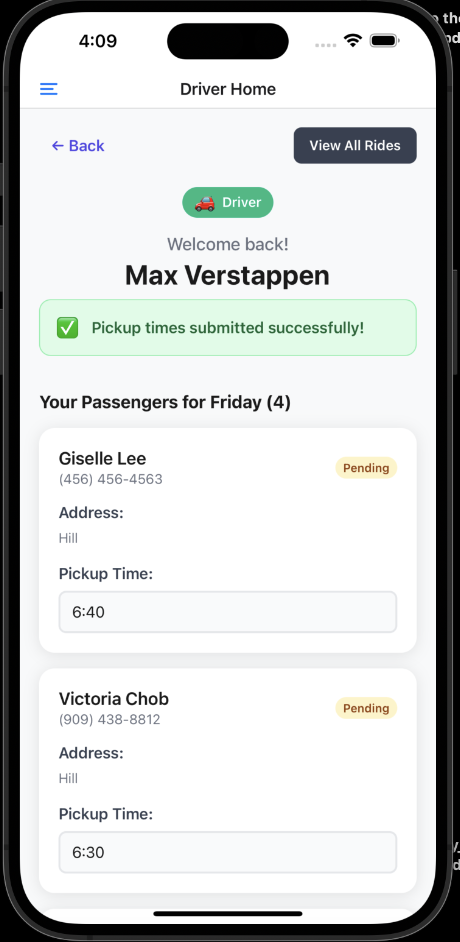 p the
4:09
od
Driver Home
← Back
View All Rides
Driver
Welcome back!
Max Verstappen
Pickup times submitted successfully!
Your Passengers for Friday (4)
Giselle Lee
Pending
(456) 456-4563
Address:
Hill
Pickup Time:
6:40
Victoria Chob
Pending
(909) 438-8812
Address:
Hill
Pickup Time:
6:30